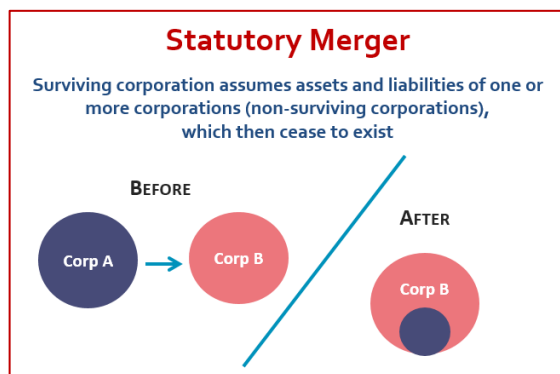 Statutory Merger
Surviving corporation assumes assets and liabilities of one or
more corporations (non-surviving corporations),
which then cease to exist
BEFORE
AFTER
Corp A
Corp B
Corp B